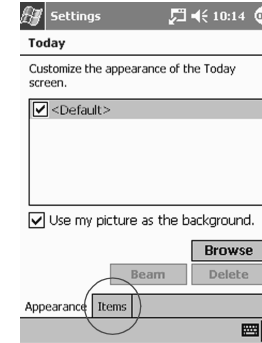 Settings 10:14
Today
Customize the appearance of the Today
screen.
<Default>
Use my picture as the background.
Browse
Beam Delete
Appearance Items